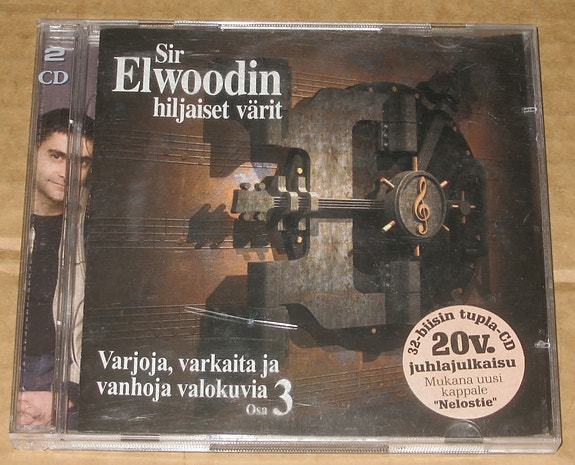 2
CD
Sir
Elwoodin
hiljaiset värit
Varjoja, varkaita ja
vanhoja valokuvia
Osa 3
32-biisin tupla-CD
20v.
juhlajulkaisu
Mukana uusi
kappale
"Nelostie"